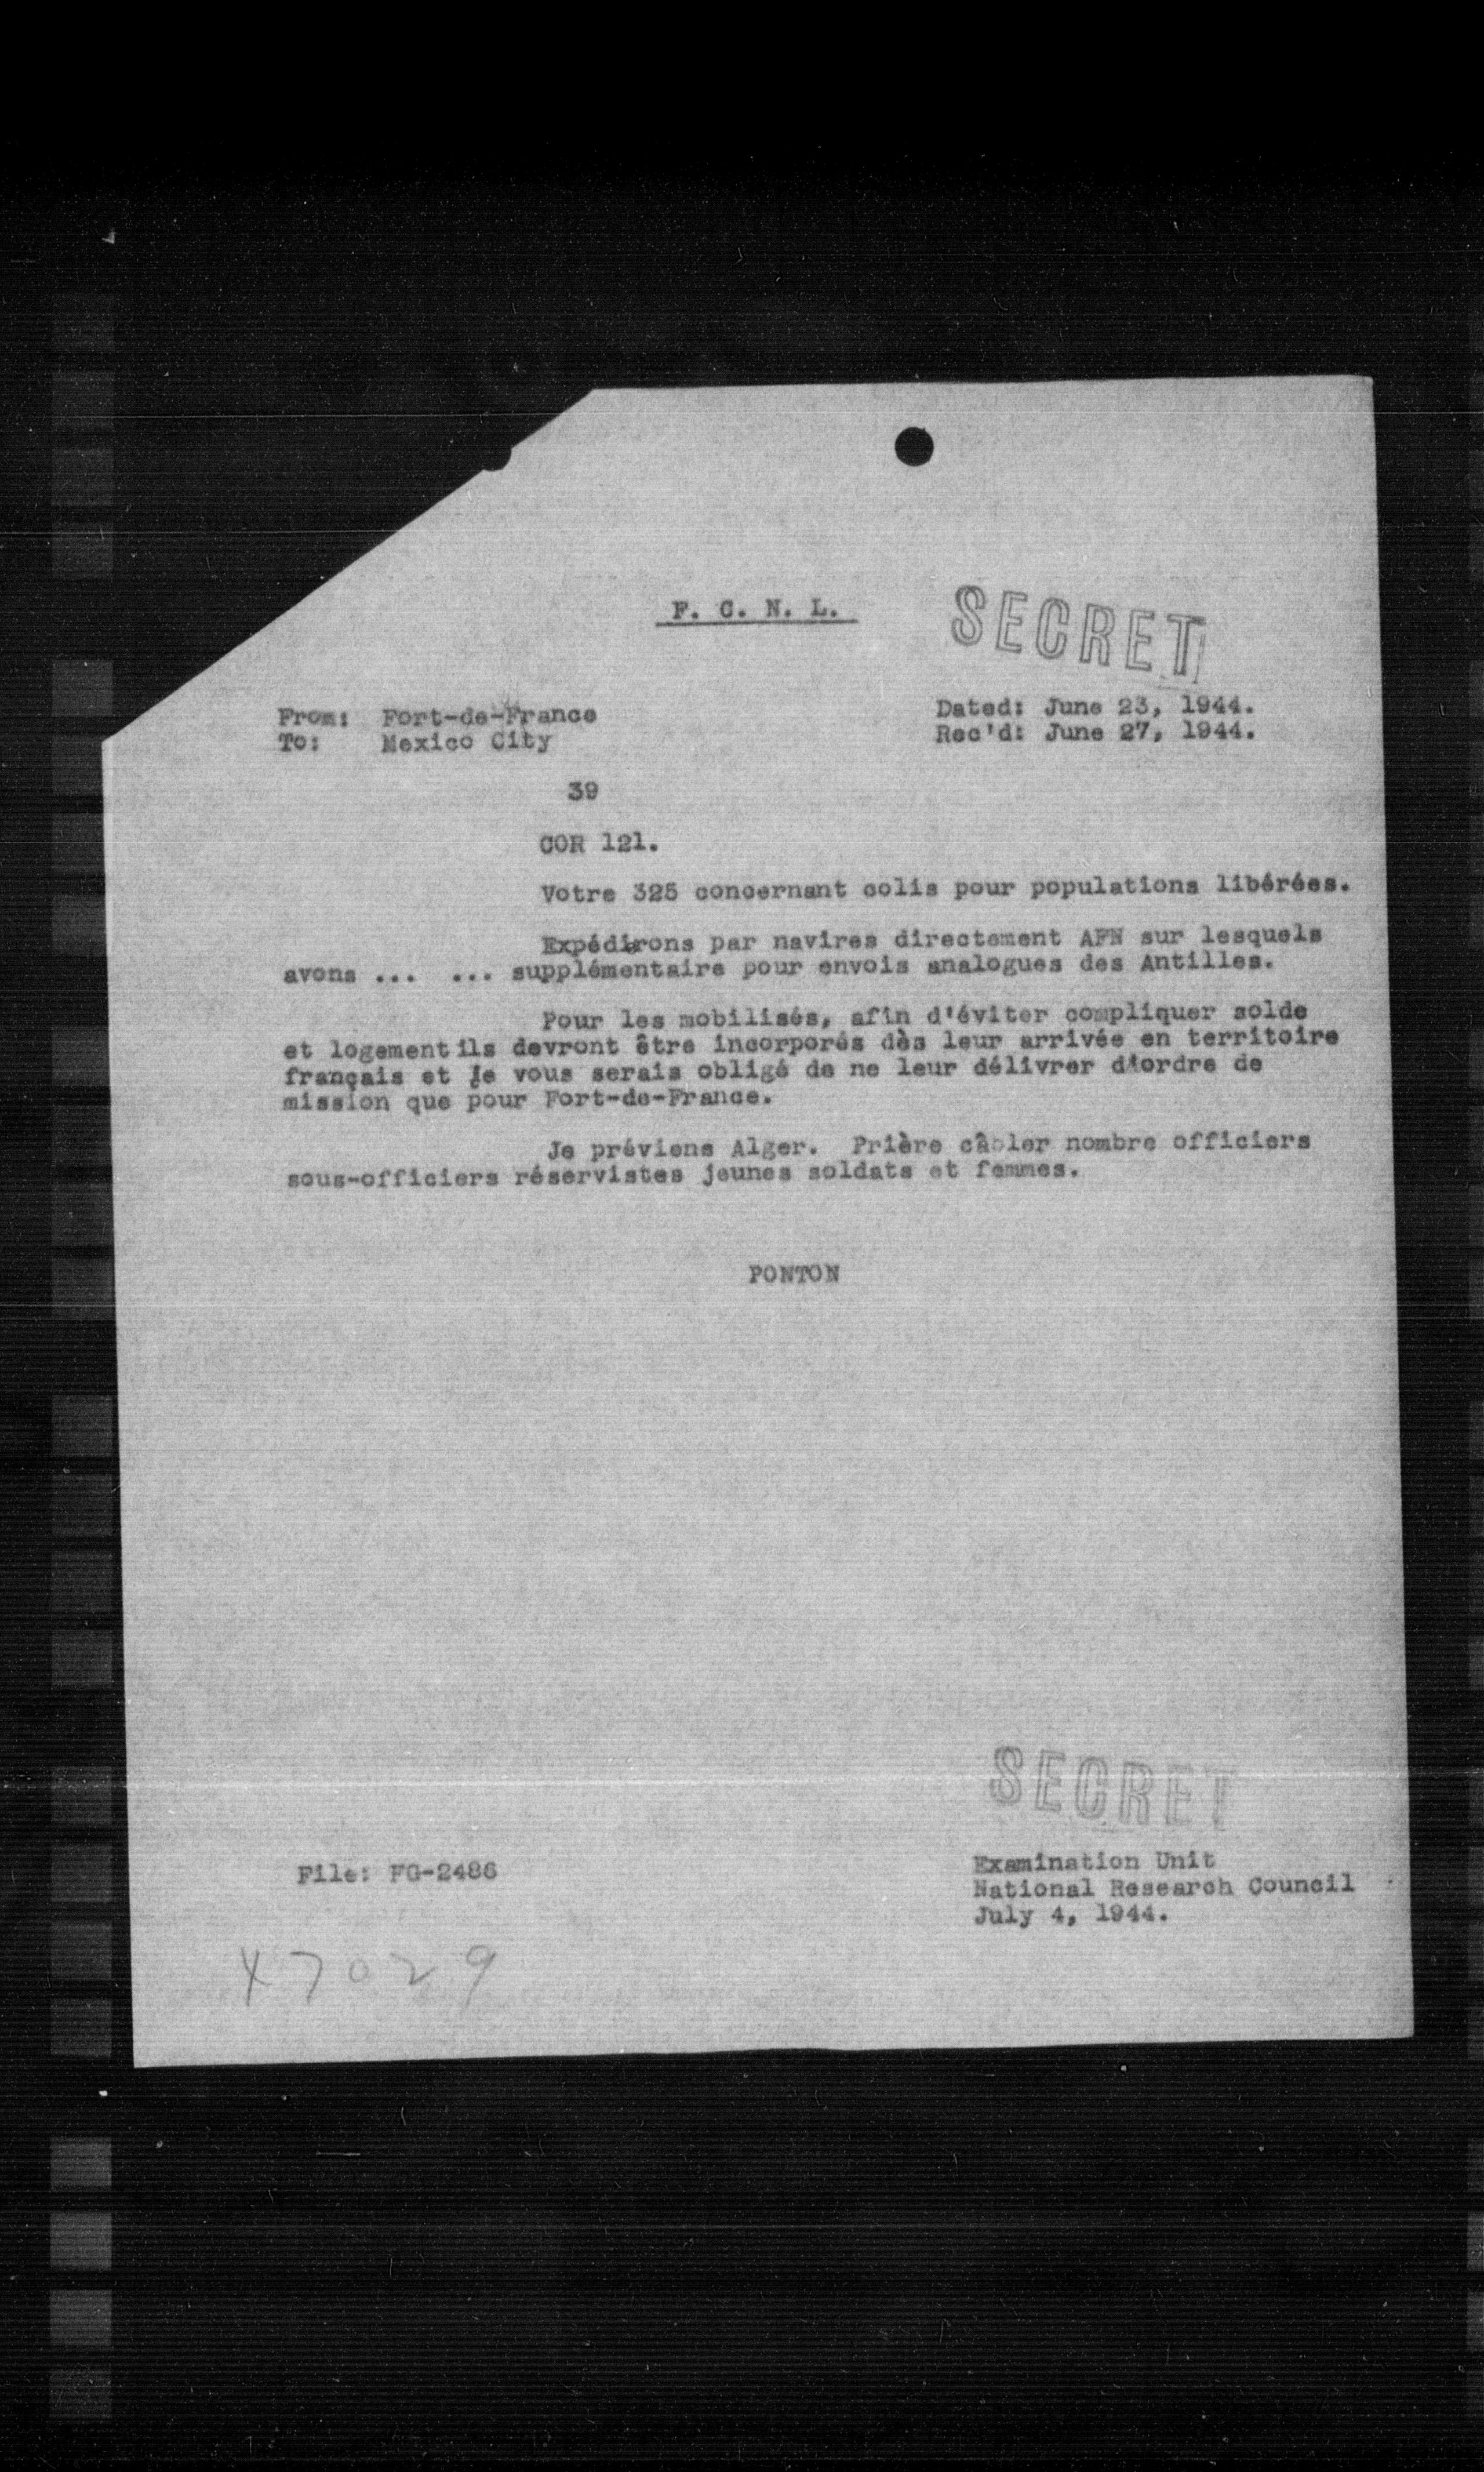 F. C. N. L.
SECRET
From: Fort-de-France
To: Mexico City
Dated: June 23, 1944.
Rec'd: June 27, 1944.
39
COR 121.
Votre 325 concernant colis pour populations libérées.
Expédirons par navires directement AFN sur lesquels
avons ... ... supplémentaire pour envois analogues des Antilles.
Pour les mobilisés, afin d'éviter compliquer solde
et logement ils devront être incorporés dès leur arrivée en territoire
français et je vous serais obligé de ne leur délivrer d'ordre de
mission que pour Fort-de-France.
Je préviens Alger. Prière câbler nombre officiers
sous-officiers réservistes jeunes soldats et femmes.
PONTON
SECRET
File: FG-2486
Examination Unit
National Research Council
July 4, 1944.
47029